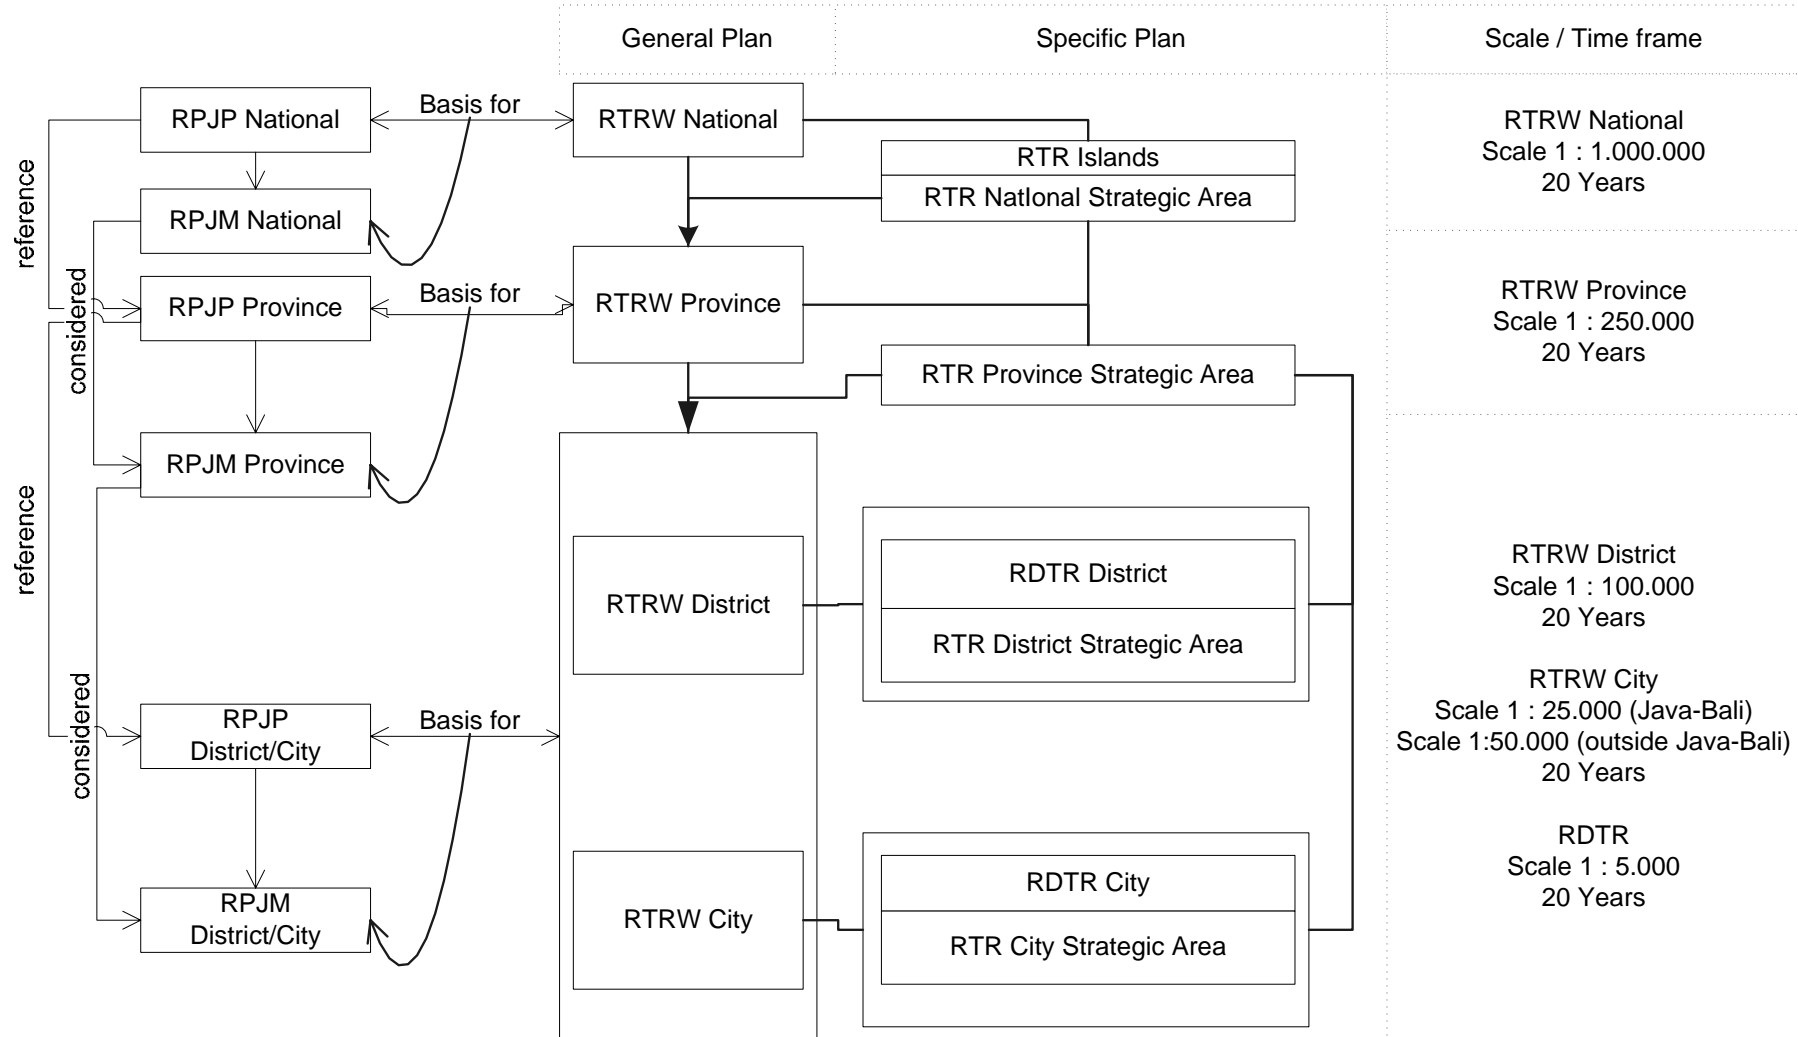 General Plan
Specific Plan
Scale / Time frame
RPJP National
Basis for
RTRW National
RTR Islands
RTR NatIonal Strategic Area
RTRW National
Scale 1 : 1.000.000
20 Years
reference
RPJM National
considered
RPJP Province
Basis for
RTRW Province
RTR Province Strategic Area
RTRW Province
Scale 1 : 250.000
20 Years
RPJM Province
reference
RTRW District
RDTR District
RTR District Strategic Area
RTRW District
Scale 1 : 100.000
20 Years
RTRW City
Scale 1 : 25.000 (Java-Bali)
Scale 1:50.000 (outside Java-Bali)
20 Years
considered
RPJP
District/City
Basis for
RPJM
District/City
RTRW City
RDTR City
RTR City Strategic Area
RDTR
Scale 1 : 5.000
20 Years